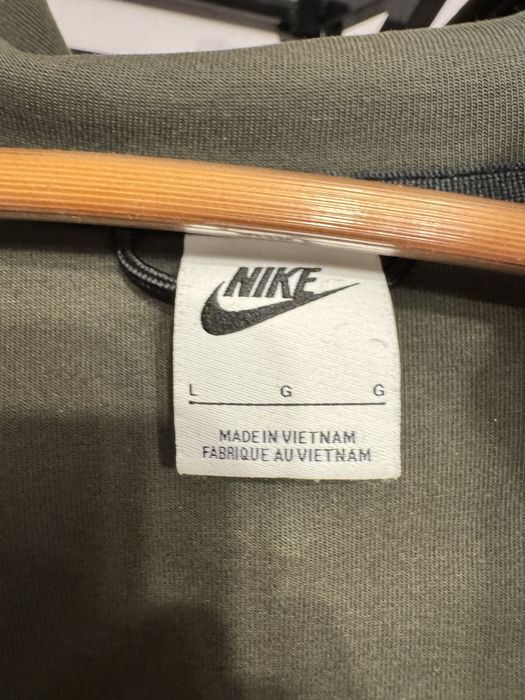 NIKE
L G G
MADE IN VIETNAM
FABRIQUE AU VIETNAM